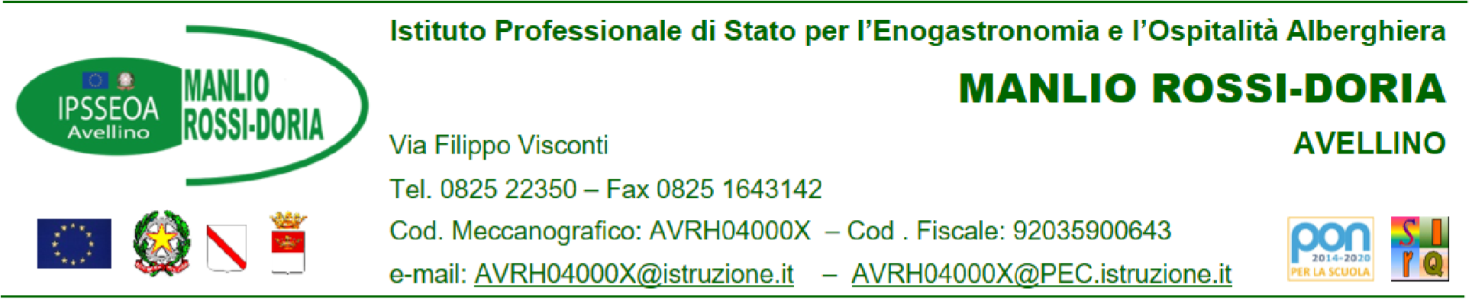 Istituto Professionale di Stato per l'Enogastronomia e l'Ospitalità Alberghiera
MANLIO ROSSI-DORIA
AVELLINO
IPSSEOA
Avellino
MANLIO
ROSSI-DORIA
Via Filippo Visconti
Tel. 0825 22350 – Fax 0825 1643142
Cod. Meccanografico: AVRH04000X – Cod . Fiscale: 92035900643
e-mail: AVRH04000X@istruzione.it – AVRH04000X@PEC.istruzione.it
pon
2014-2020
PER LA SCUOLA
S I
r Q